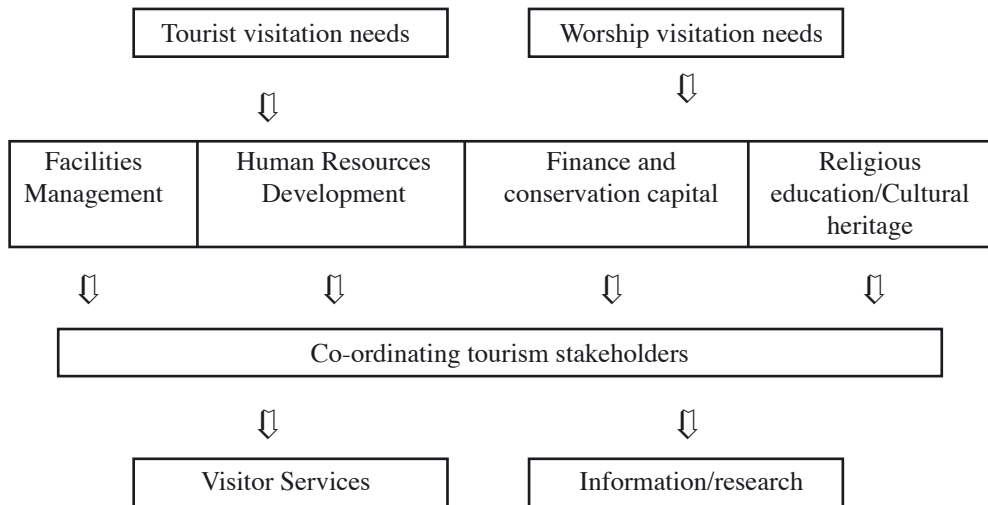 Tourist visitation needs
Worship visitation needs
Facilities
Management
Human Resources
Development
Finance and
conservation capital
Religious
education/Cultural
heritage
Co-ordinating tourism stakeholders
Visitor Services
Information/research